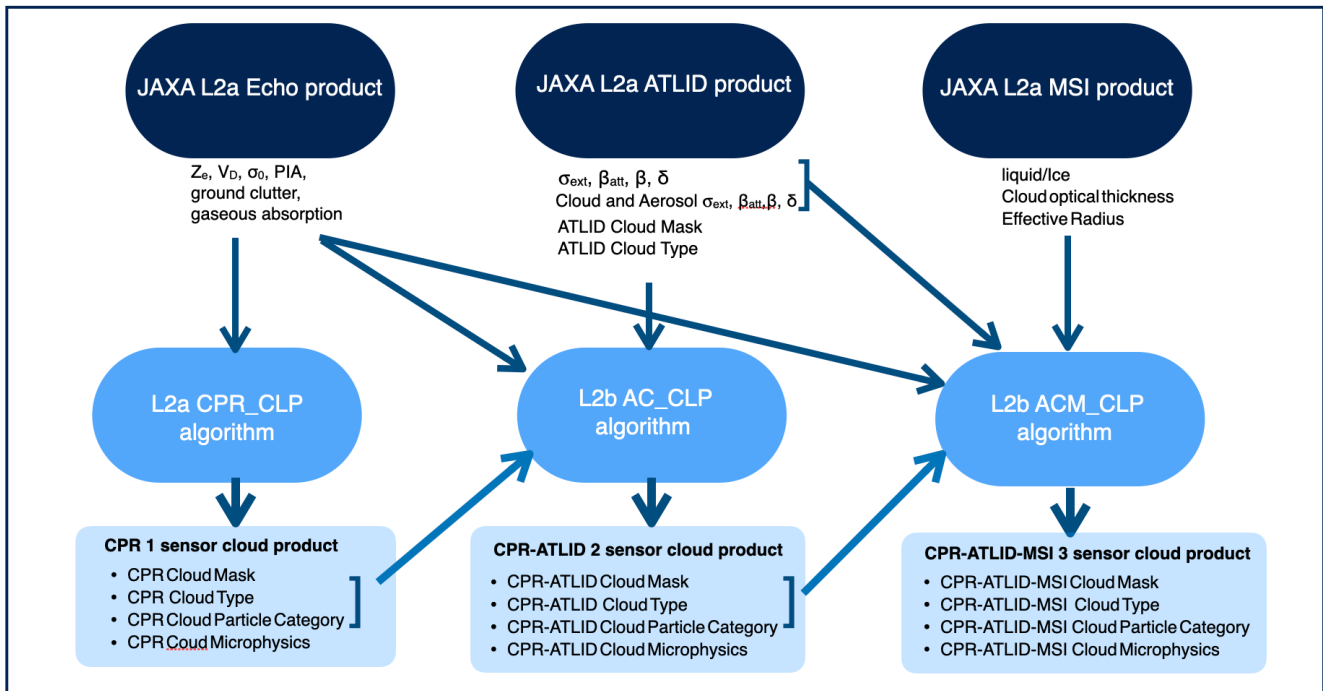 JAXA L2a Echo product
JAXA L2a ATLID product
JAXA L2a MSI product
Zₑ, V_D, σ₀, PIA,
ground clutter,
gaseous absorption
σₑₓₜ, βₐₜₜ, β, δ
Cloud and Aerosol σₑₓₜ, βₐₜₜ,β, δ
ATLID Cloud Mask
ATLID Cloud Type
liquid/Ice
Cloud optical thickness
Effective Radius
L2a CPR_CLP
algorithm
L2b AC_CLP
algorithm
L2b ACM_CLP
algorithm
CPR 1 sensor cloud product
• CPR Cloud Mask
• CPR Cloud Type
• CPR Cloud Particle Category
• CPR Coud Microphysics
CPR-ATLID 2 sensor cloud product
• CPR-ATLID Cloud Mask
• CPR-ATLID Cloud Type
• CPR-ATLID Cloud Particle Category
• CPR-ATLID Cloud Microphysics
CPR-ATLID-MSI 3 sensor cloud product
• CPR-ATLID-MSI Cloud Mask
• CPR-ATLID-MSI Cloud Type
• CPR-ATLID-MSI Cloud Particle Category
• CPR-ATLID-MSI Cloud Microphysics